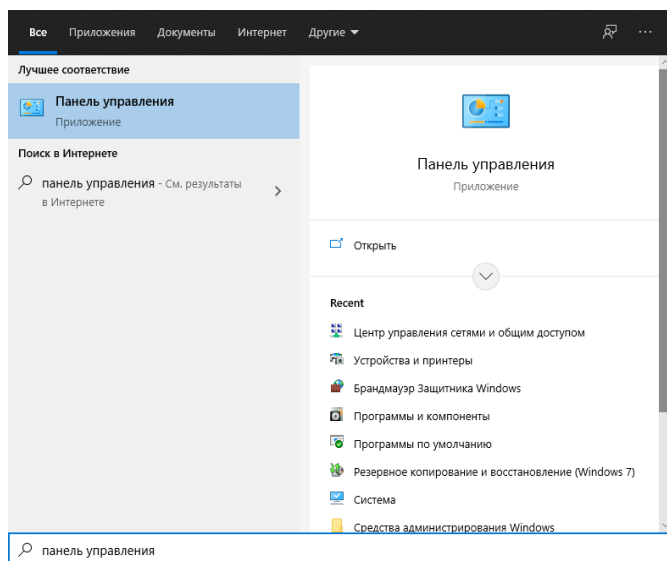 Все Приложения Документы Интернет Другие
Лучшее соответствие
Панель управления
Приложение
Поиск в Интернете
панель управления - См. результаты
в Интернете
Панель управления
Приложение
Открыть
Recent
Центр управления сетями и общим доступом
Устройства и принтеры
Брандмауэр Защитника Windows
Программы и компоненты
Программы по умолчанию
Резервное копирование и восстановление (Windows 7)
Система
Средства администрирования Windows
панель управления